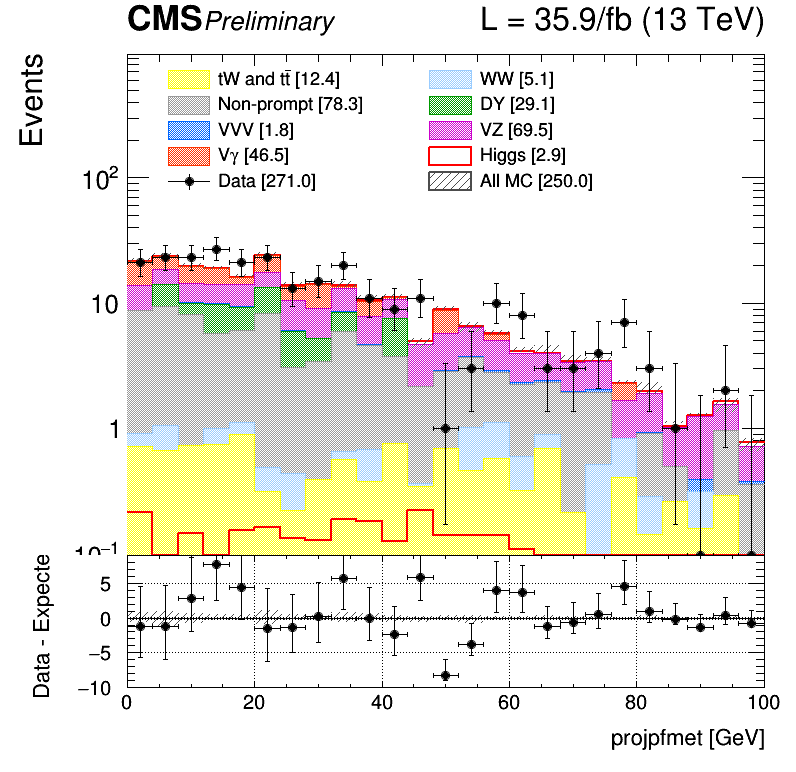 CMS Preliminary L = 35.9/fb (13 TeV)
Events
tW and tt̄ [12.4]
Non-prompt [78.3]
VVV [1.8]
Vγ [46.5]
Data [271.0]
WW [5.1]
DY [29.1]
VZ [69.5]
Higgs [2.9]
All MC [250.0]
10²
10
1
10⁻¹
Data - Expecte
5
0
−5
−10
0 20 40 60 80 100
projpfmet [GeV]